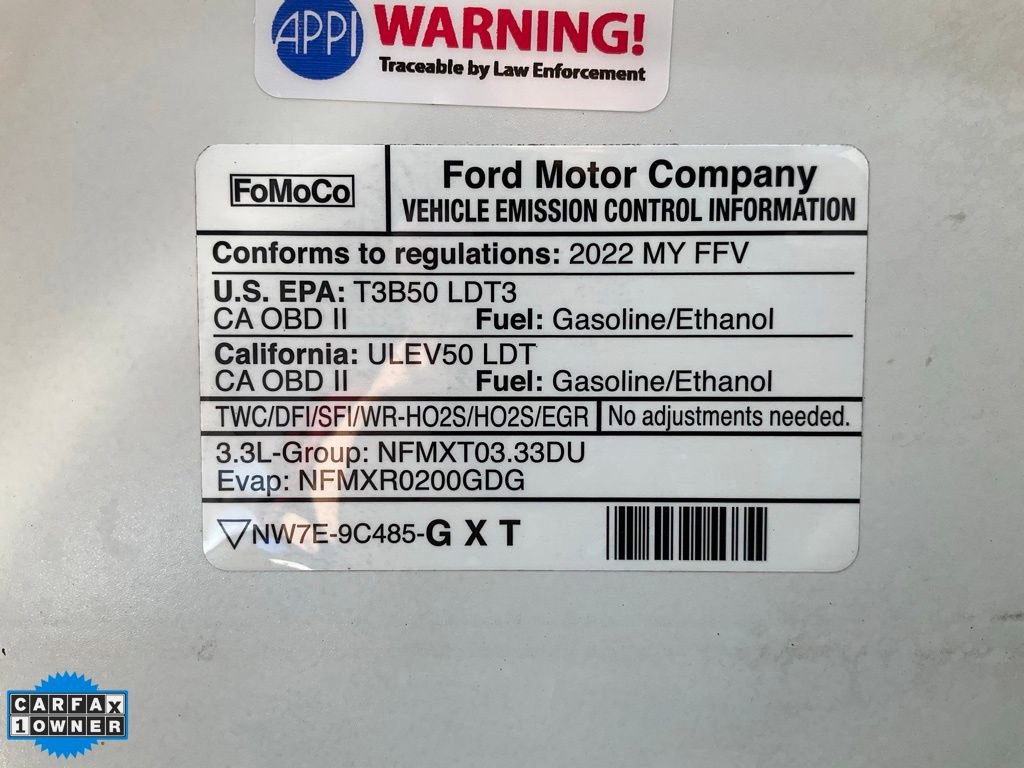 APPI WARNING!
Traceable by Law Enforcement
FoMoCo
Ford Motor Company
VEHICLE EMISSION CONTROL INFORMATION
Conforms to regulations: 2022 MY FFV
U.S. EPA: T3B50 LDT3
CA OBD II Fuel: Gasoline/Ethanol
California: ULEV50 LDT
CA OBD II Fuel: Gasoline/Ethanol
TWC/DFI/SFI/WR-HO2S/HO2S/EGR No adjustments needed.
3.3L-Group: NFMXT03.33DU
Evap: NFMXR0200GDG
NW7E-9C485-G X T
CARFAX
1 OWNER